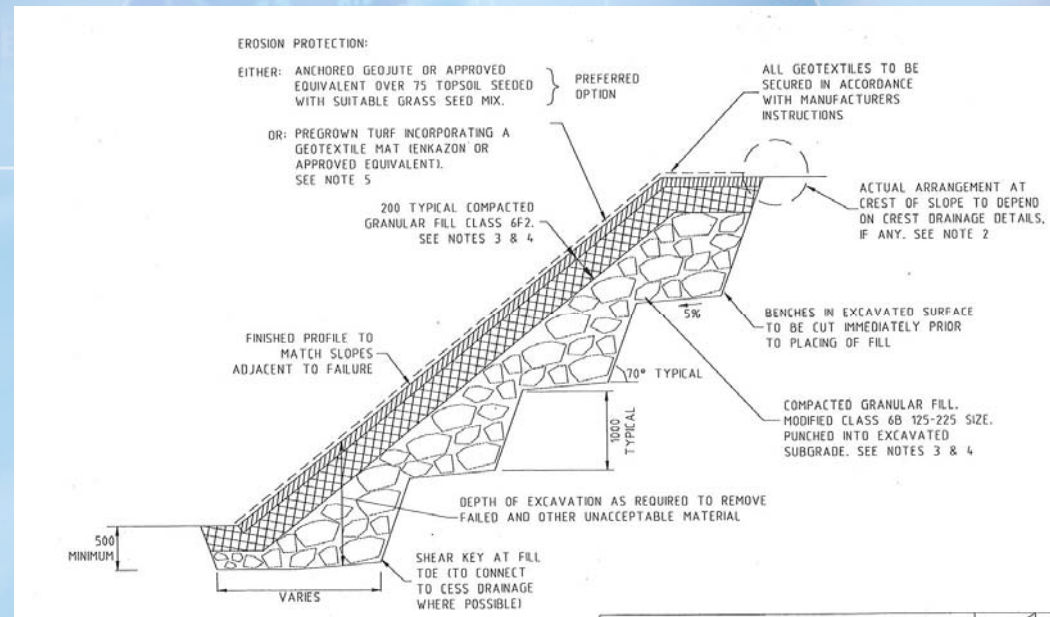 EROSION PROTECTION:
EITHER: ANCHORED GEOJUTE OR APPROVED
EQUIVALENT OVER 75 TOPSOIL SEEDED
WITH SUITABLE GRASS SEED MIX.
PREFERRED
OPTION
OR: PREGROWN TURF INCORPORATING A
GEOTEXTILE MAT (ENKAZON OR
APPROVED EQUIVALENT).
SEE NOTE 5
200 TYPICAL COMPACTED
GRANULAR FILL CLASS 6F2.
SEE NOTES 3 & 4
ALL GEOTEXTILES TO BE
SECURED IN ACCORDANCE
WITH MANUFACTURERS
INSTRUCTIONS
ACTUAL ARRANGEMENT AT
CREST OF SLOPE TO DEPEND
ON CREST DRAINAGE DETAILS,
IF ANY. SEE NOTE 2
5%
BENCHES IN EXCAVATED SURFACE
TO BE CUT IMMEDIATELY PRIOR
TO PLACING OF FILL
FINISHED PROFILE TO
MATCH SLOPES
ADJACENT TO FAILURE
70° TYPICAL
1000
TYPICAL
COMPACTED GRANULAR FILL.
MODIFIED CLASS 6B 125-225 SIZE.
PUNCHED INTO EXCAVATED
SUBGRADE. SEE NOTES 3 & 4
DEPTH OF EXCAVATION AS REQUIRED TO REMOVE
FAILED AND OTHER UNACCEPTABLE MATERIAL
500
MINIMUM
SHEAR KEY AT FILL
TOE (TO CONNECT
TO CESS DRAINAGE
WHERE POSSIBLE)
VARIES